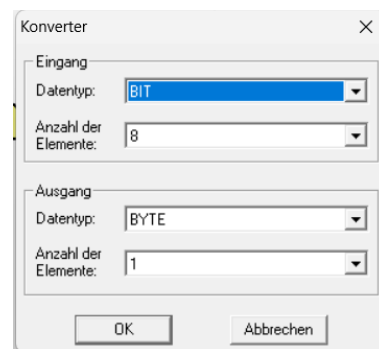 Konverter
Eingang
Datentyp: BIT
Anzahl der
Elemente: 8
Ausgang
Datentyp: BYTE
Anzahl der
Elemente: 1
OK Abbrechen